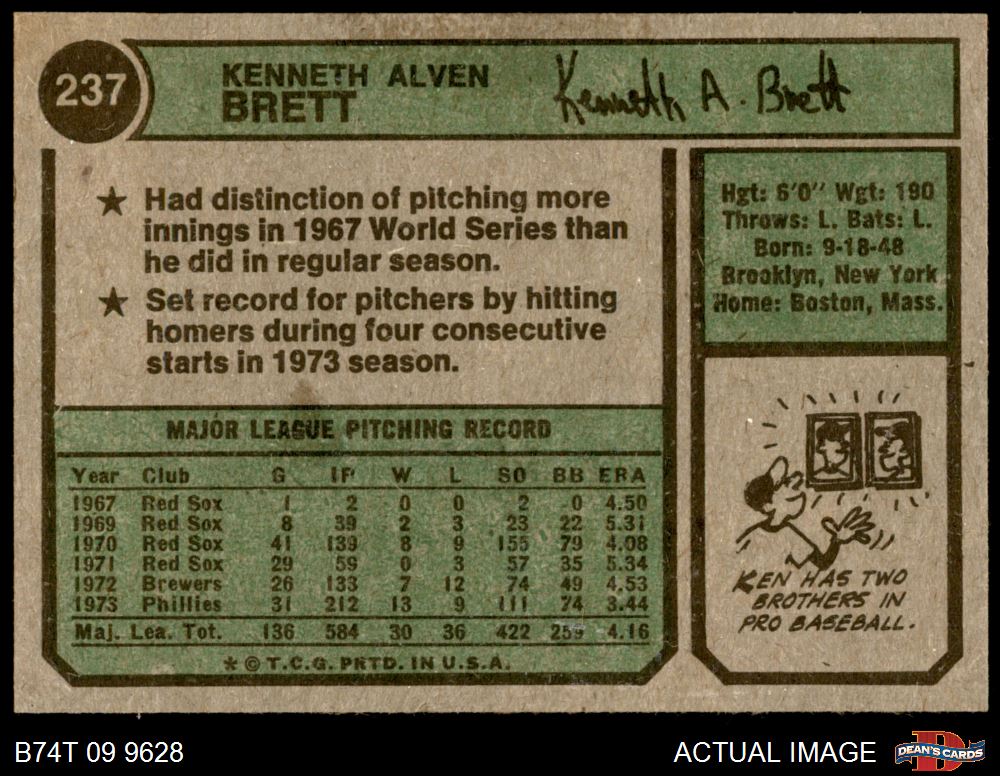 237
KENNETH ALVEN
BRETT
Kenneth A. Brett
★ Had distinction of pitching more
innings in 1967 World Series than
he did in regular season.
★ Set record for pitchers by hitting
homers during four consecutive
starts in 1973 season.
Hgt: 6'0" Wgt: 190
Throws: L. Bats: L.
Born: 9-18-48
Brooklyn, New York
Home: Boston, Mass.
MAJOR LEAGUE PITCHING RECORD
Year Club G IP W L SO BB ERA
1967 Red Sox 1 2 0 0 2 0 4.50
1969 Red Sox 8 39 2 3 23 22 5.31
1970 Red Sox 41 139 8 9 155 79 4.08
1971 Red Sox 29 59 0 3 57 35 5.34
1972 Brewers 26 133 7 12 74 49 4.53
1973 Phillies 31 212 13 9 111 74 3.44
Maj. Lea. Tot. 136 584 30 36 422 259 4.16
* © T.C.G. PRTD. IN U.S.A.
KEN HAS TWO
BROTHERS IN
PRO BASEBALL.
B74T 09 9628
ACTUAL IMAGE
DEAN'S CARDS